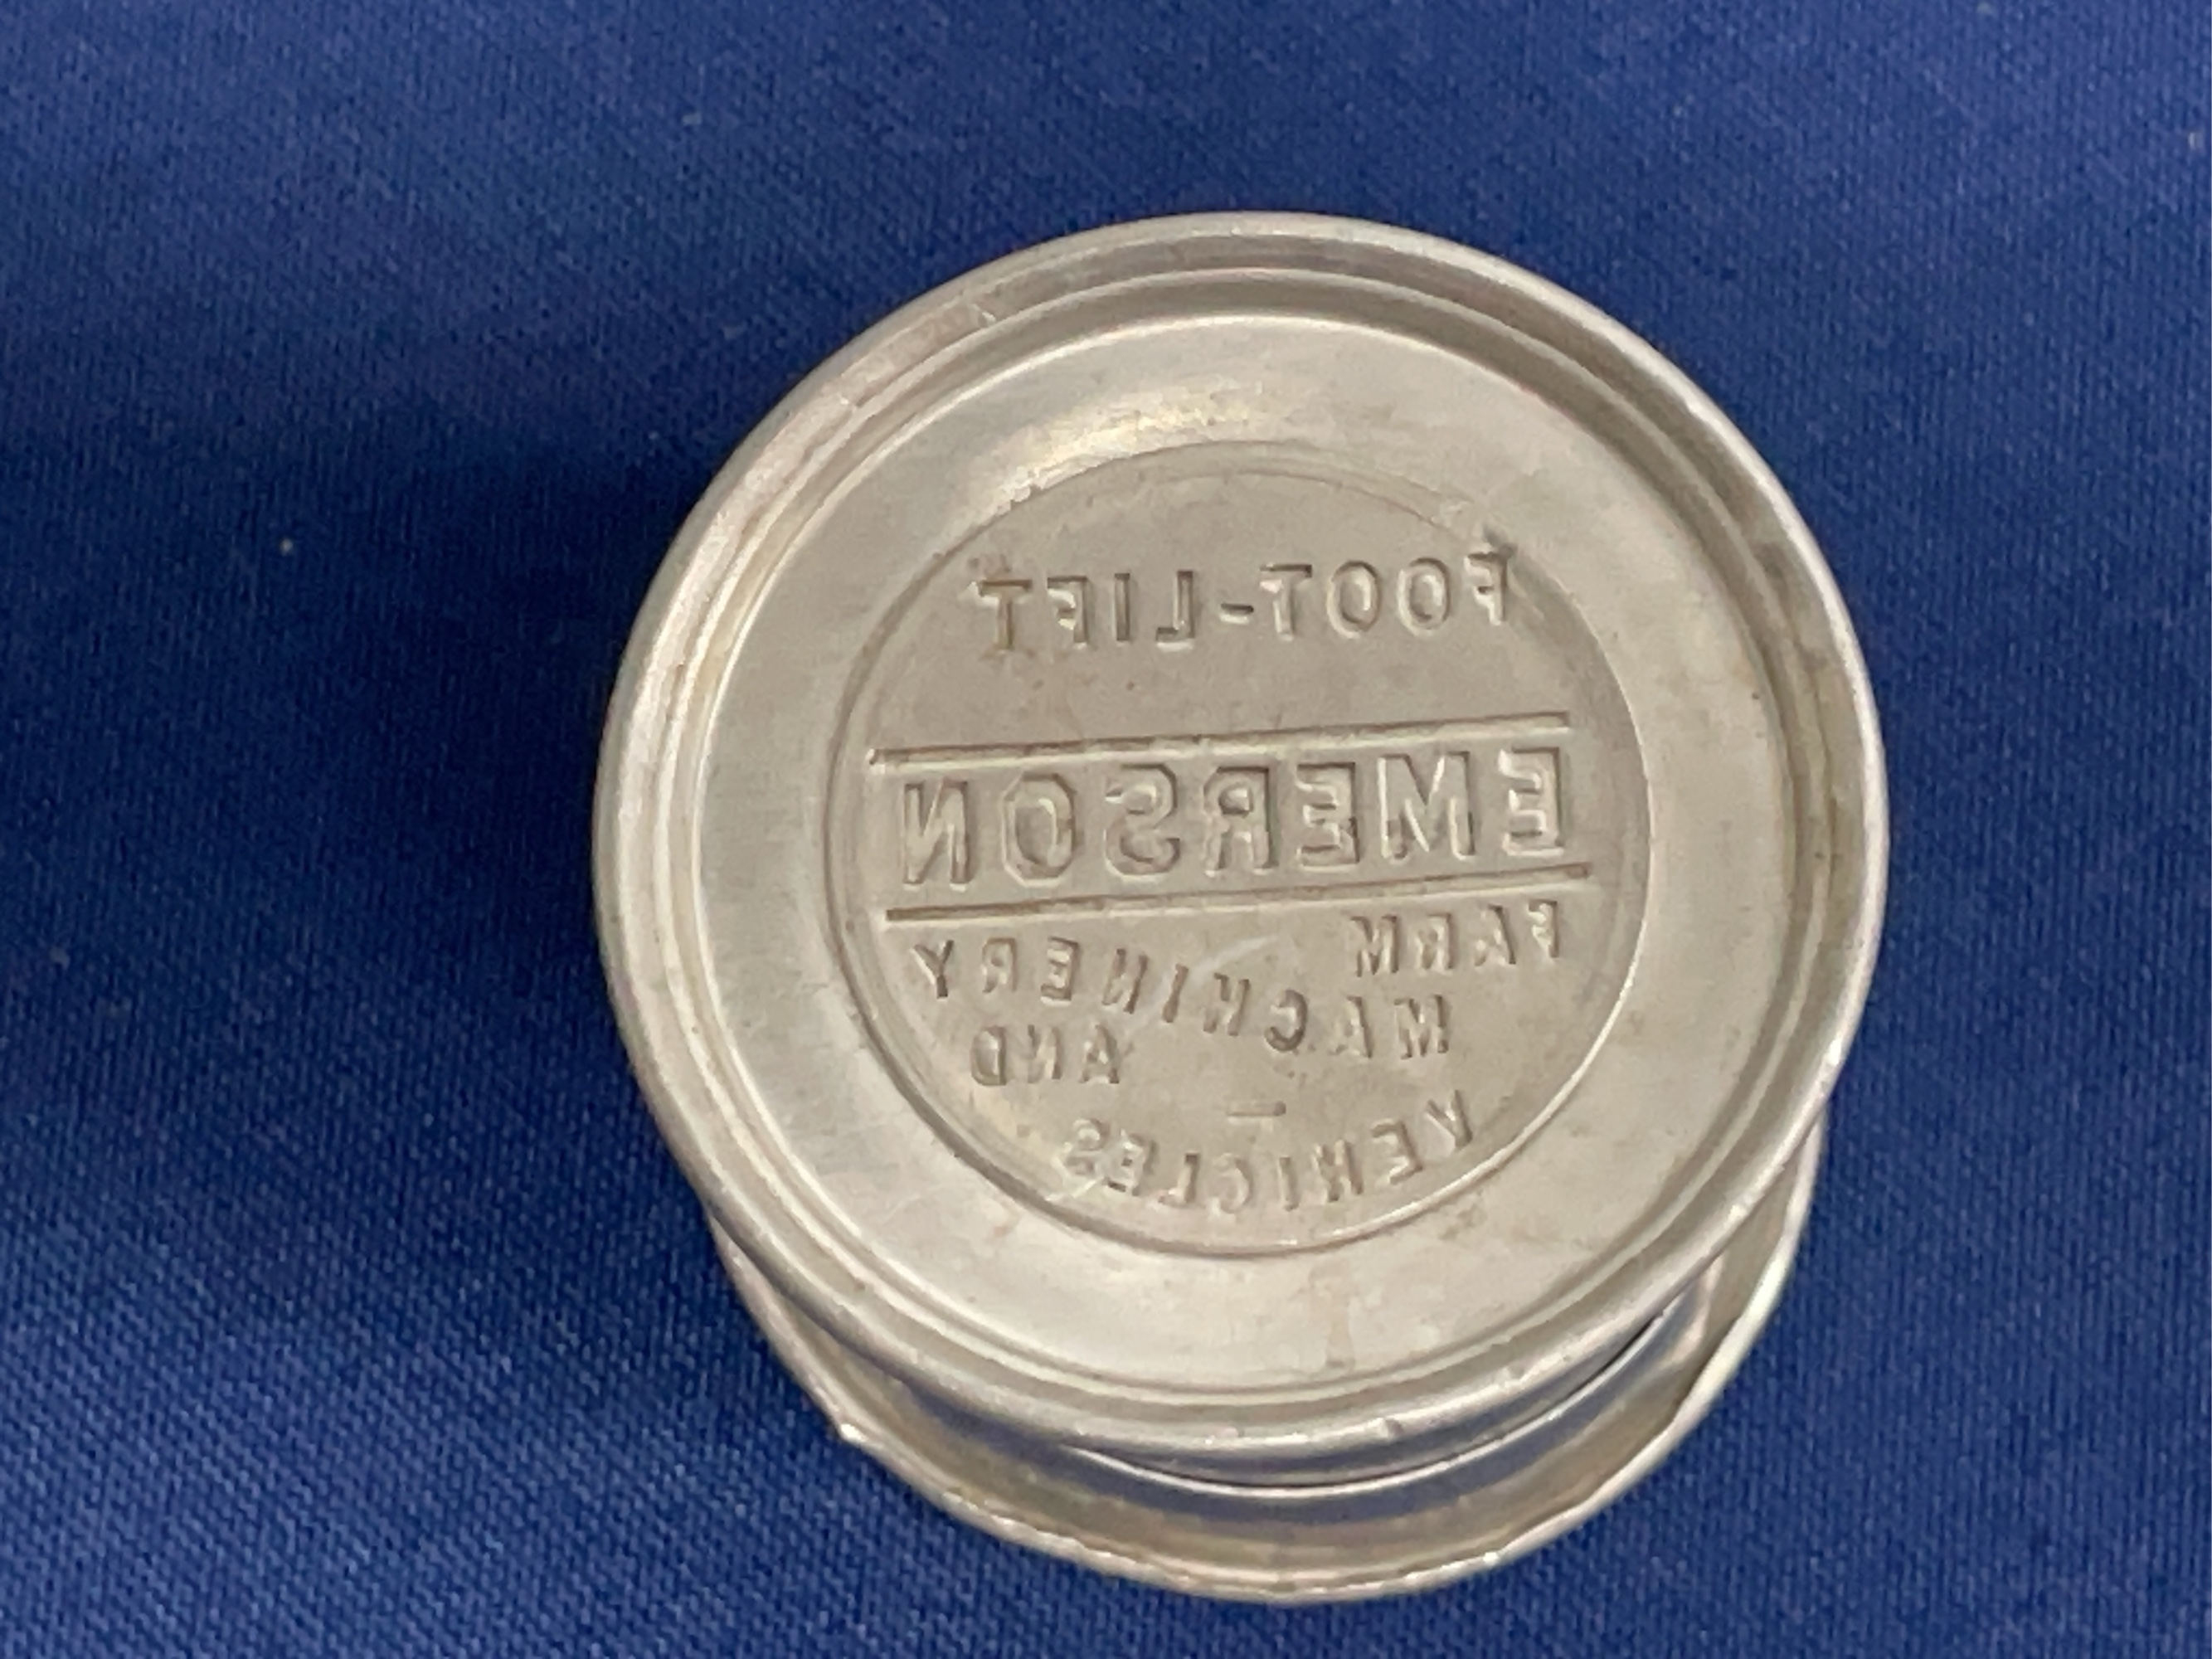 FOOT-LIFT
EMERSON
FARM
MACHINERY
AND
VEHICLES